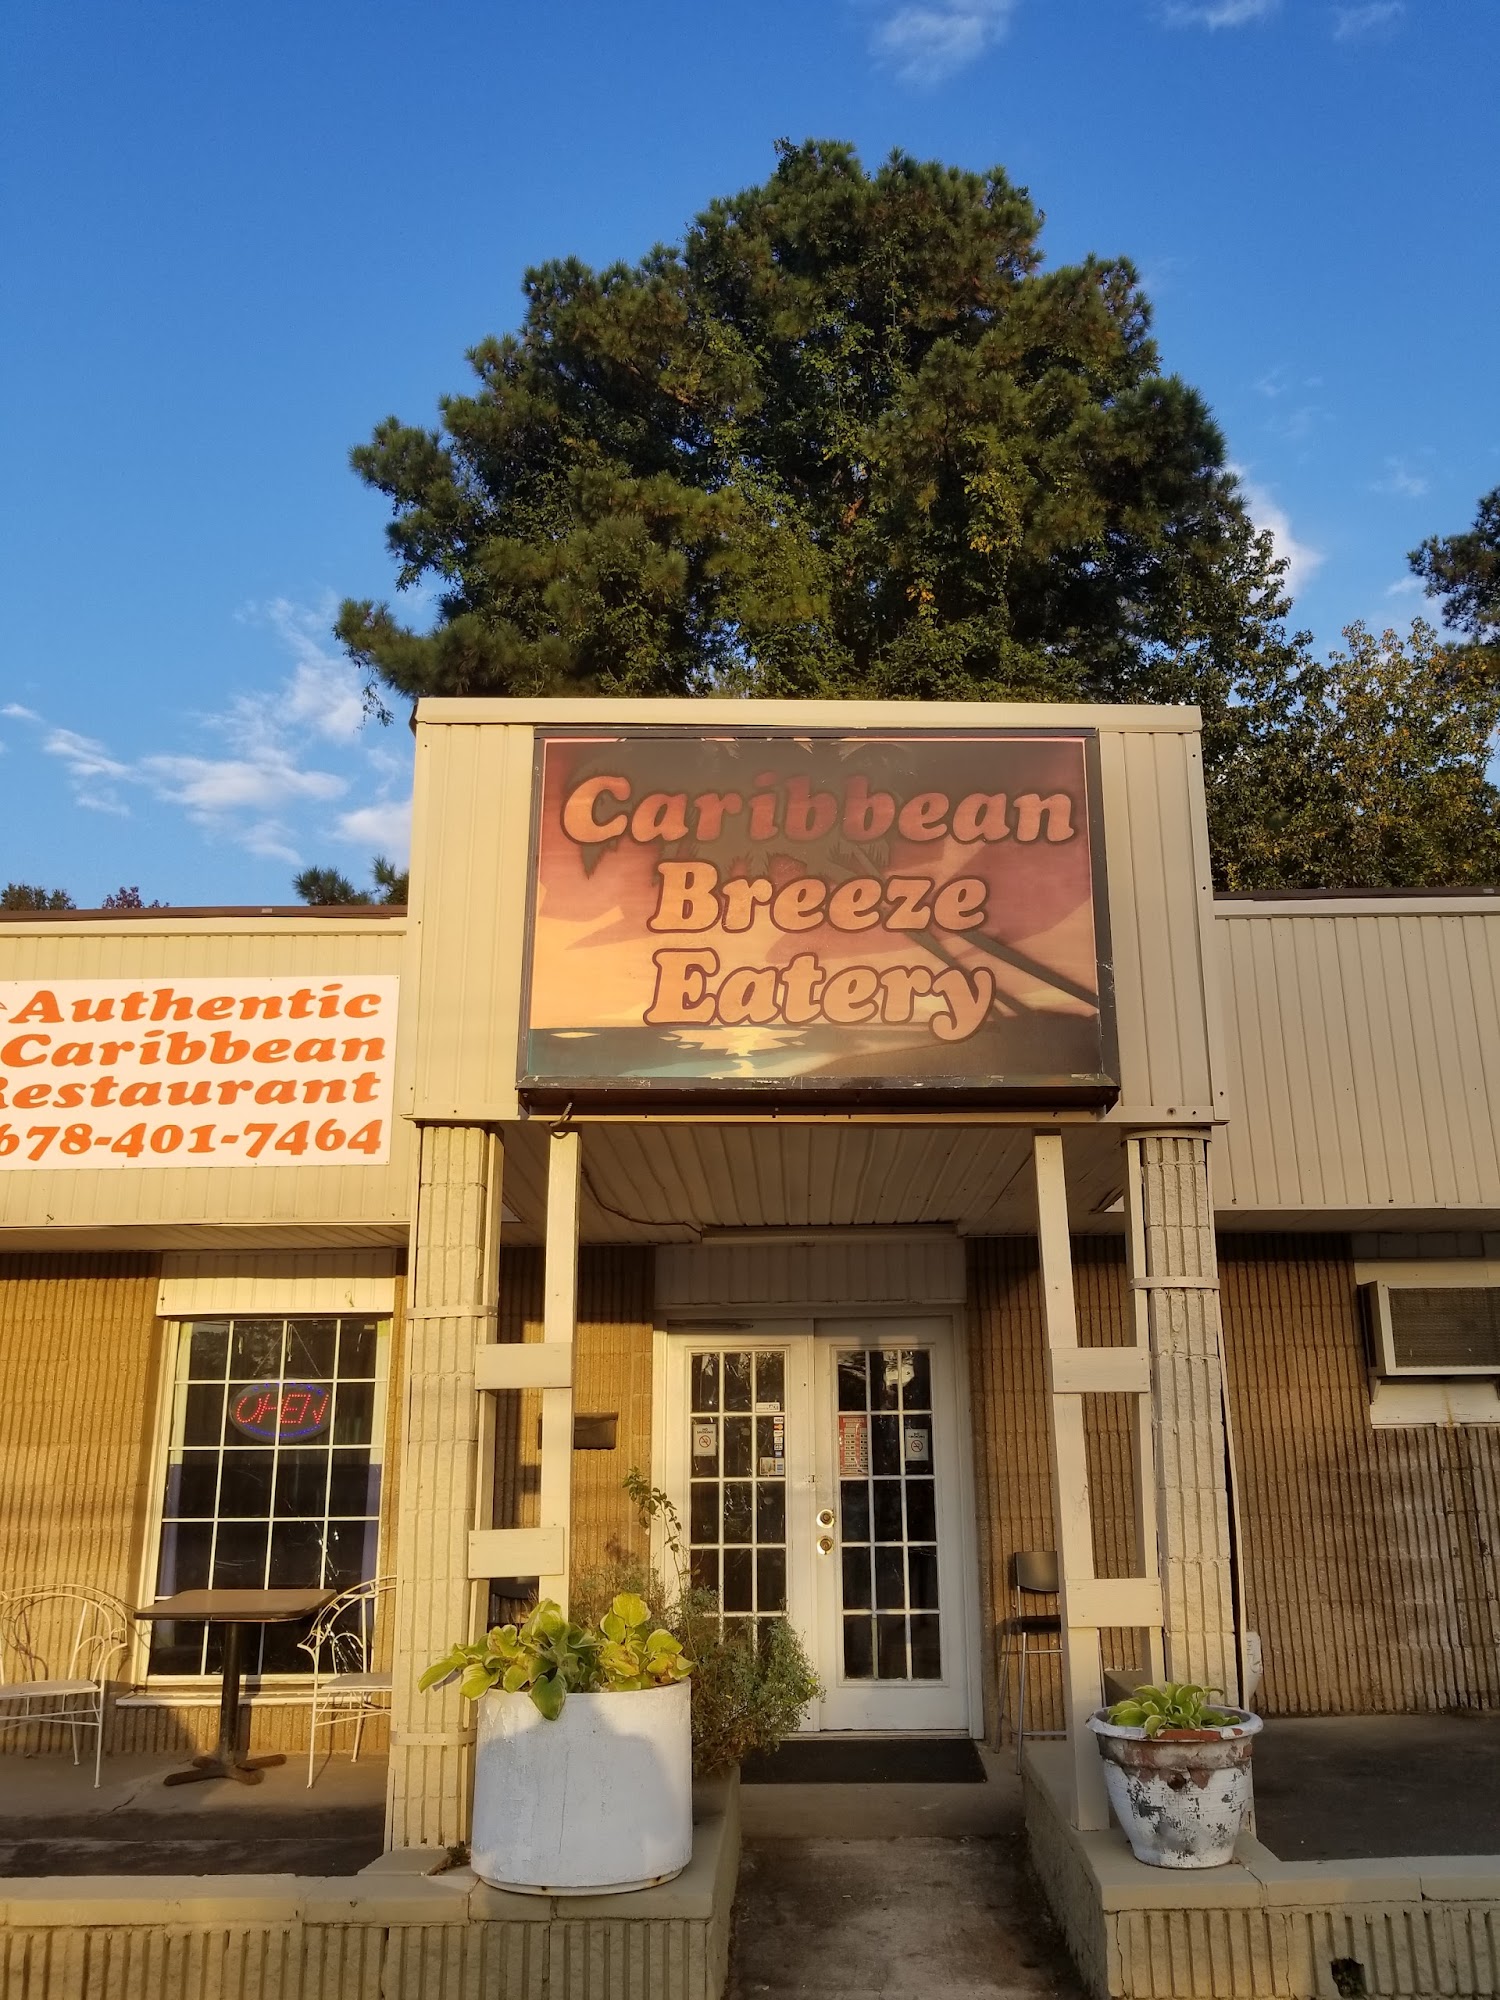 Caribbean
Breeze
Eatery
Authentic
Caribbean
Restaurant
678-401-7464
OPEN